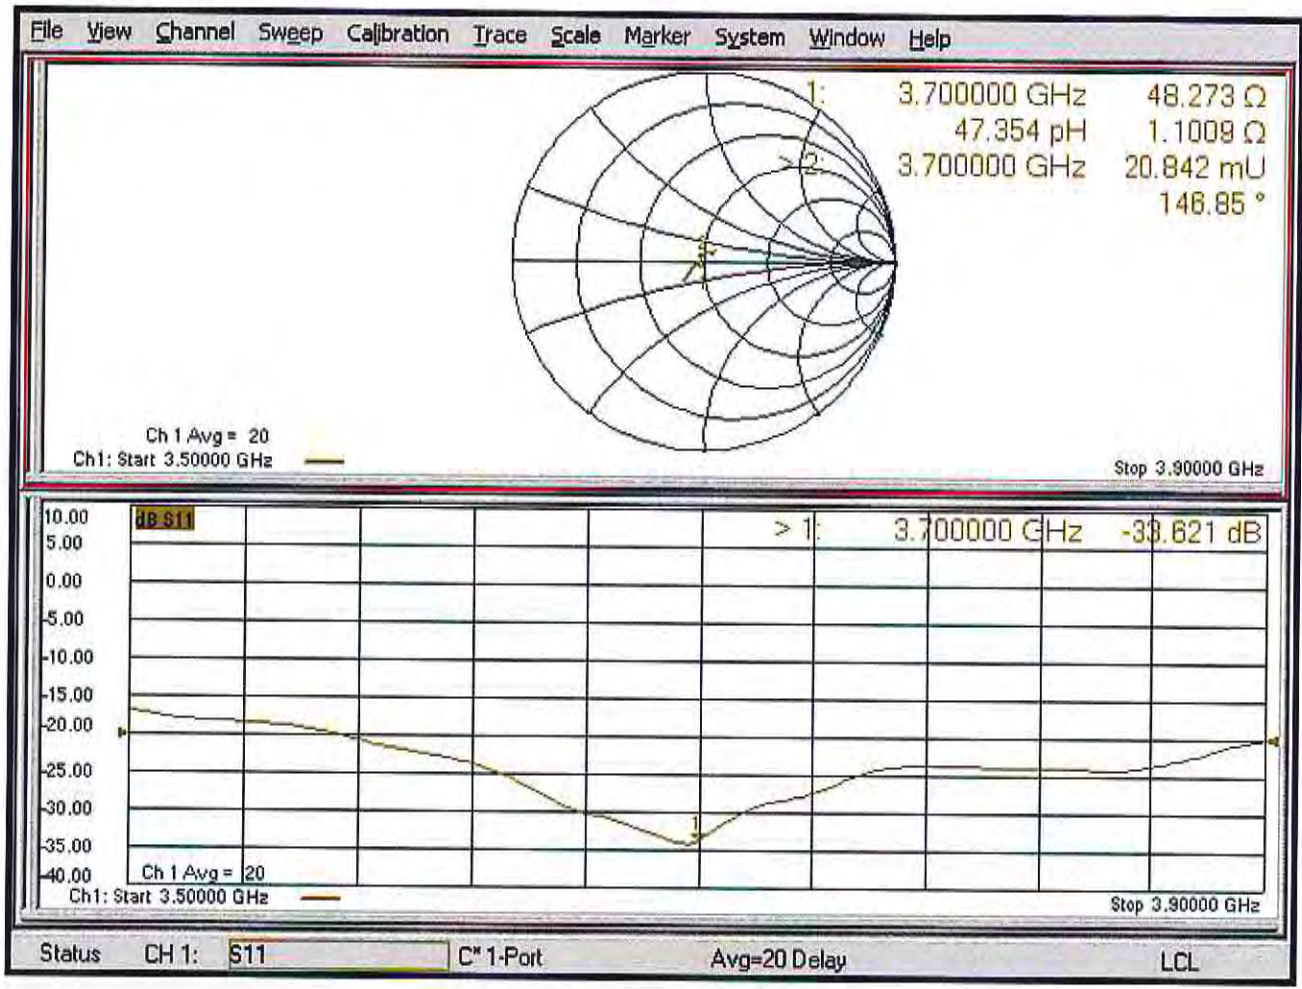 File View Channel Sweep Calibration Trace Scale Marker System Window Help
1: 3.700000 GHz 48.273 Ω
47.354 pH 1.1009 Ω
> 2: 3.700000 GHz 20.842 mU
146.85 °
Ch 1 Avg = 20
Ch1: Start 3.50000 GHz
Stop 3.90000 GHz
10.00
dB S11
> 1: 3.700000 GHz -33.621 dB
5.00
0.00
-5.00
-10.00
-15.00
-20.00
-25.00
-30.00
1
-35.00
-40.00
Ch 1 Avg = 20
Ch1: Start 3.50000 GHz
Stop 3.90000 GHz
Status CH 1: S11 C* 1-Port Avg=20 Delay LCL